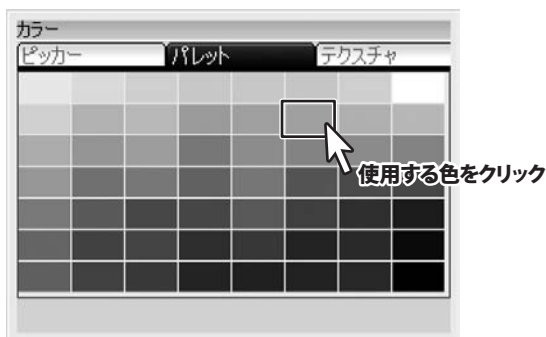 カラー
ピッカー
パレット
テクスチャ
使用する色をクリック